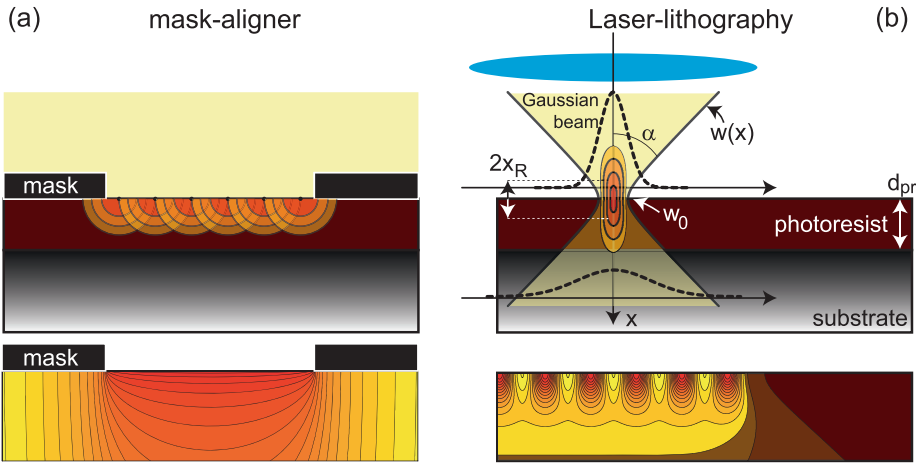 (a)
mask-aligner
Laser-lithography
(b)
Gaussian
beam
α
w(x)
2x_R
mask
d_pr
w_0
photoresist
x
substrate
mask